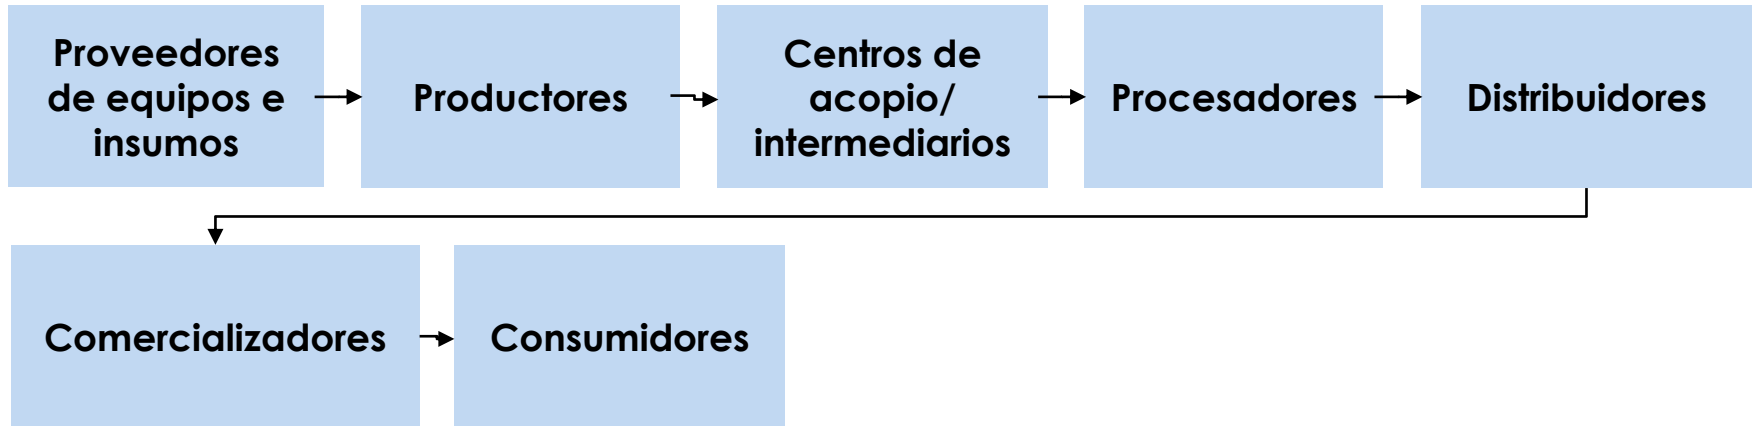 Proveedores
de equipos e
insumos
Productores
Centros de
acopio/
intermediarios
Procesadores
Distribuidores
Comercializadores
Consumidores